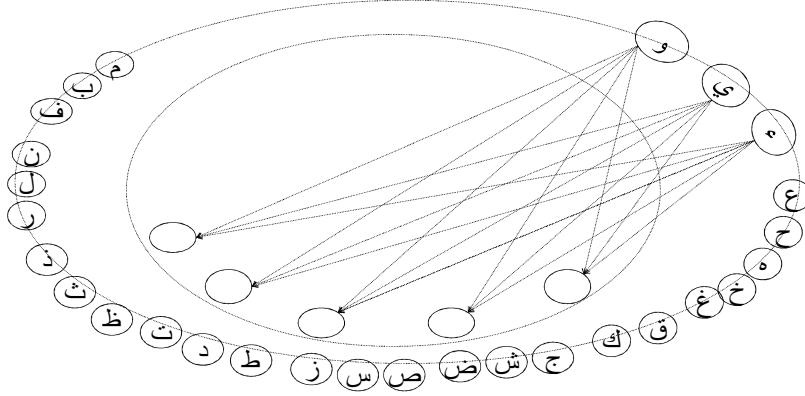 و
ي
ء
ع
ح
ه
خ
غ
ق
ك
ج
ش
ض
ص
س
ز
ط
د
ت
ظ
ث
ذ
ر
ل
ن
ف
ب
م